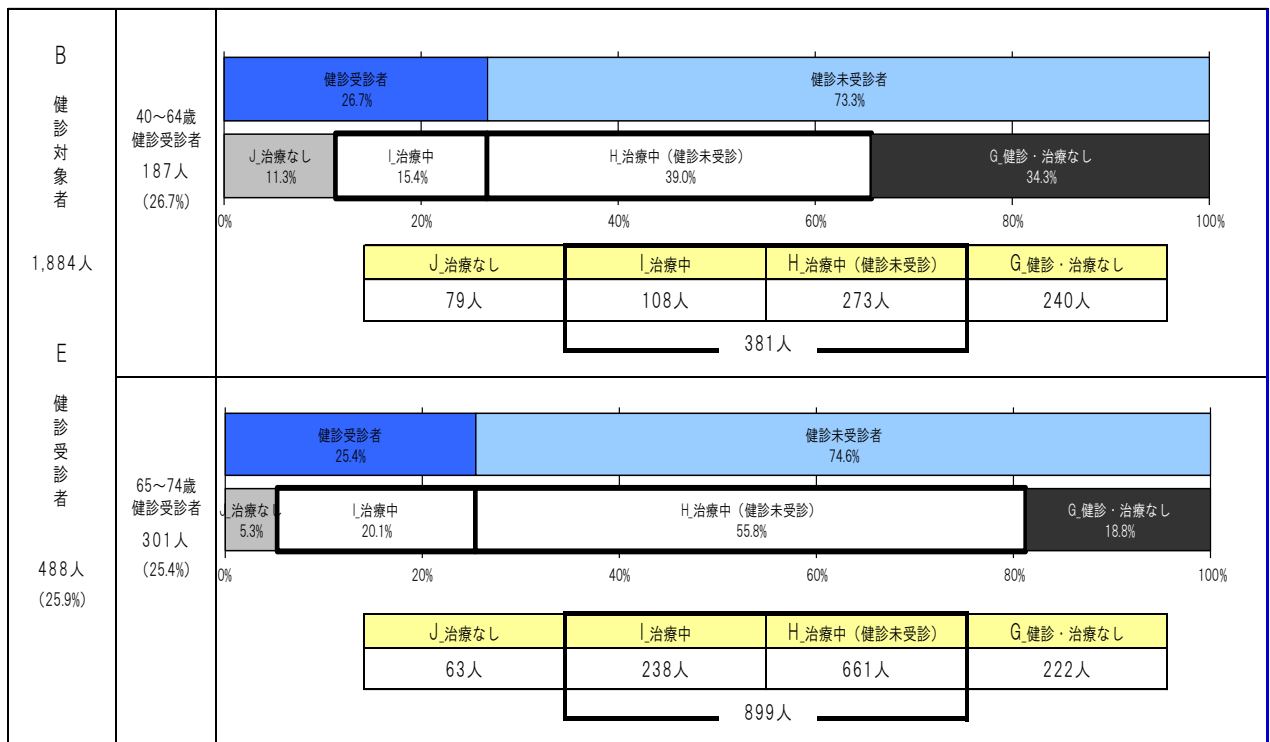 B
健診対象者
1,884人
E
健診受診者
488人
(25.9%)
40～64歳
健診受診者
187人
(26.7%)
健診受診者
26.7%
健診未受診者
73.3%
J_治療なし
11.3%
I_治療中
15.4%
H_治療中（健診未受診）
39.0%
G_健診・治療なし
34.3%
0% 20% 40% 60% 80% 100%
J_治療なし I_治療中 H_治療中（健診未受診） G_健診・治療なし
79人 108人 273人 240人
381人
65～74歳
健診受診者
301人
(25.4%)
健診受診者
25.4%
健診未受診者
74.6%
J_治療なし
5.3%
I_治療中
20.1%
H_治療中（健診未受診）
55.8%
G_健診・治療なし
18.8%
0% 20% 40% 60% 80% 100%
J_治療なし I_治療中 H_治療中（健診未受診） G_健診・治療なし
63人 238人 661人 222人
899人